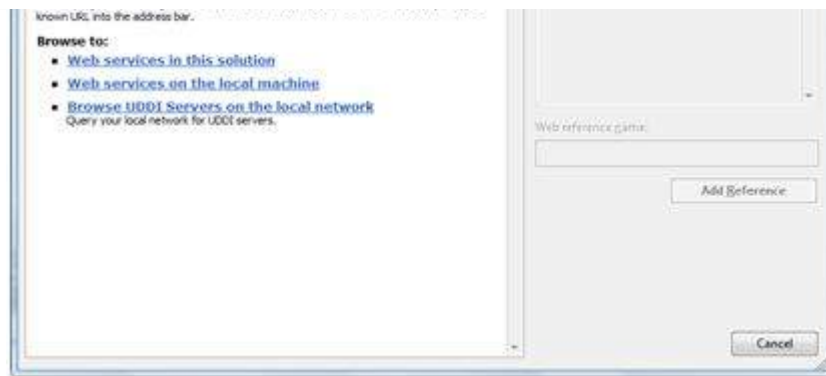 known URL into the address bar.
Browse to:
Web services in this solution
Web services on the local machine
Browse UDDI Servers on the local network
Query your local network for UDDI servers.
Web reference name:
Add Reference
Cancel